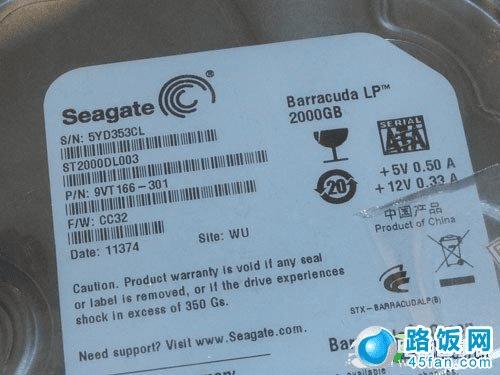 Seagate
Barracuda LP™
2000GB
S/N: 5YD353CL
ST2000DL003
P/N: 9VT166-301
F/W: CC32
Date: 11374
Site: WU
SERIAL
ATA
20
+5V 0.50 A
+12V 0.33 A
中国产品
Product of China
Caution. Product warranty is void if any seal
or label is removed, or if the drive experiences
shock in excess of 350 Gs.
STX-BARRACUDALP(B)
Need support? Visit www.Seagate.com.
路饭网
45fan.com